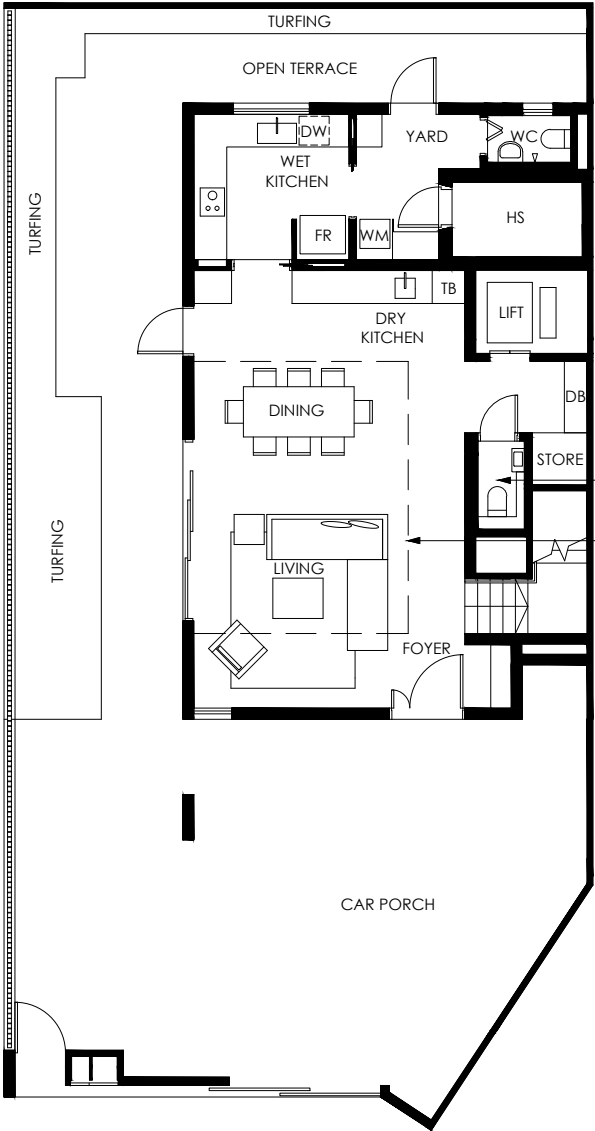 TURFING
OPEN TERRACE
DW
YARD
WC
WET
KITCHEN
TURFING
HS
FR
WM
TB
LIFT
DRY
KITCHEN
DB
DINING
STORE
TURFING
LIVING
FOYER
CAR PORCH